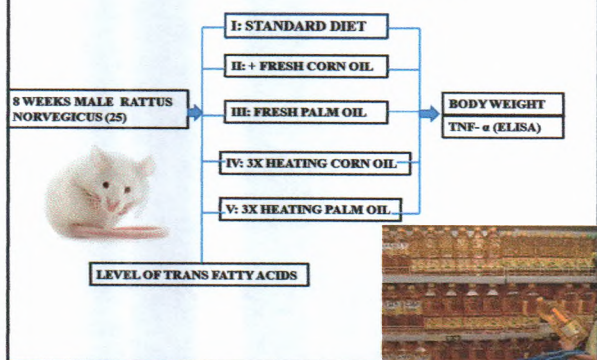 I: STANDARD DIET
II: + FRESH CORN OIL
8 WEEKS MALE RATTUS
NORVEGICUS (25)
III: FRESH PALM OIL
IV: 3X HEATING CORN OIL
V: 3X HEATING PALM OIL
BODY WEIGHT
TNF- α (ELISA)
LEVEL OF TRANS FATTY ACIDS